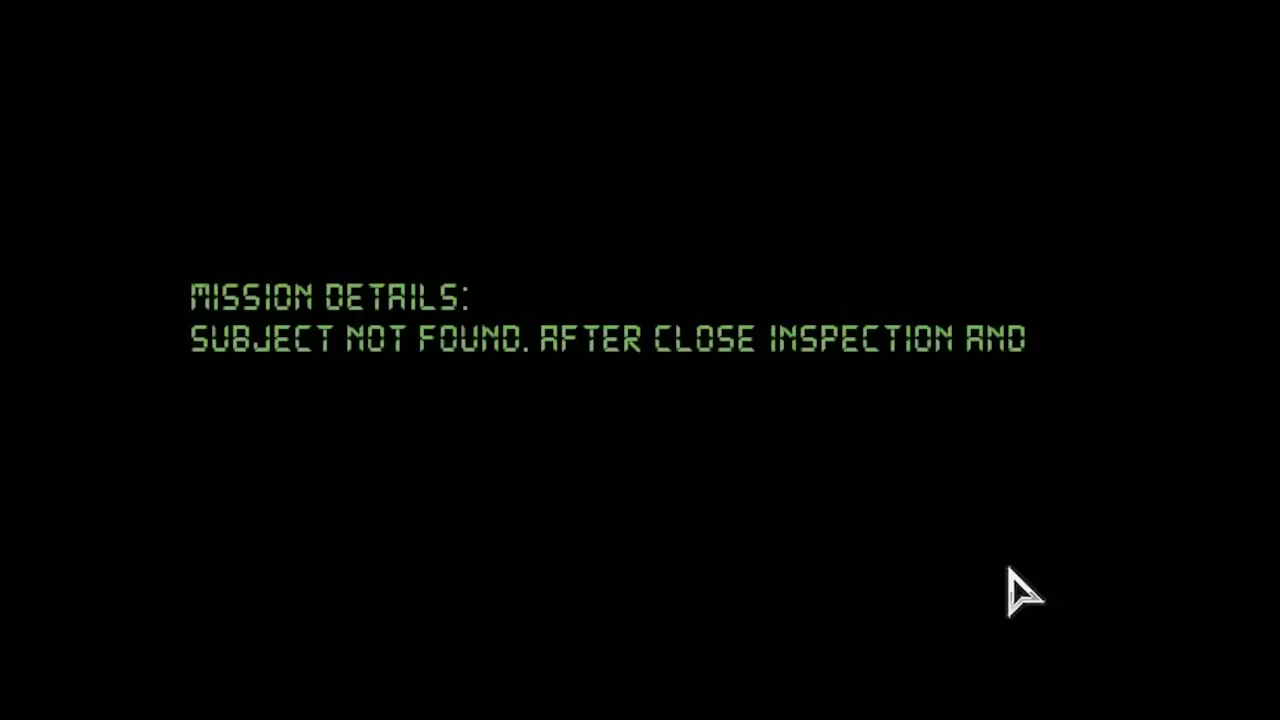 MISSION DETAILS:
SUBJECT NOT FOUND. AFTER CLOSE INSPECTION AND